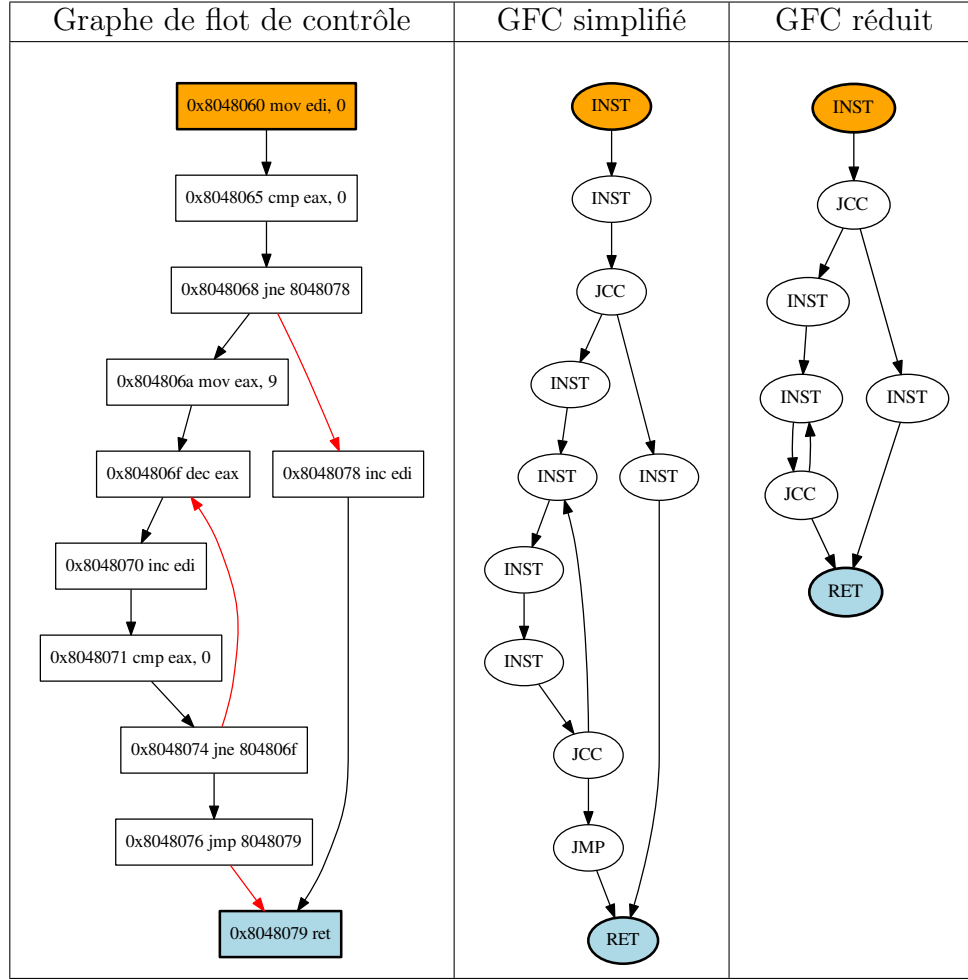 Graphe de flot de contrôle
GFC simplifié
GFC réduit
0x8048060 mov edi, 0
0x8048065 cmp eax, 0
0x8048068 jne 8048078
0x804806a mov eax, 9
0x804806f dec eax
0x8048078 inc edi
0x8048070 inc edi
0x8048071 cmp eax, 0
0x8048074 jne 804806f
0x8048076 jmp 8048079
0x8048079 ret
INST
INST
JCC
INST
INST
INST
INST
INST
JCC
JMP
RET
INST
JCC
INST
INST
INST
JCC
RET